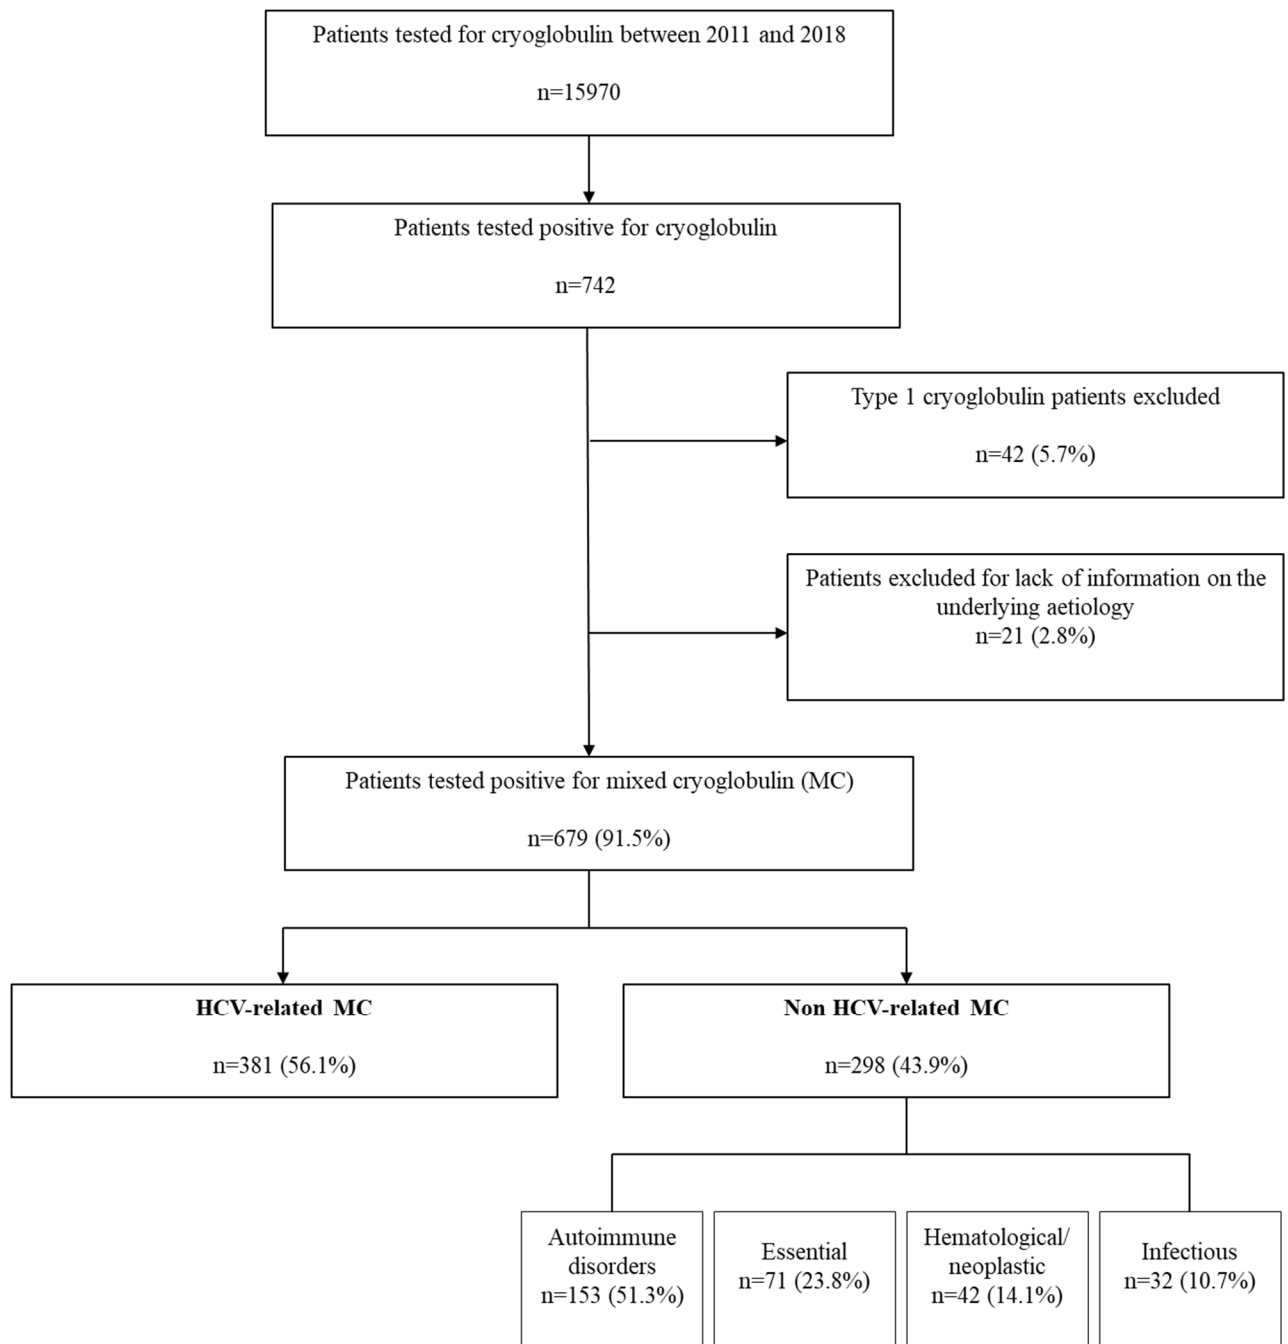 Patients tested for cryoglobulin between 2011 and 2018
n=15970
Patients tested positive for cryoglobulin
n=742
Type 1 cryoglobulin patients excluded
n=42 (5.7%)
Patients excluded for lack of information on the
underlying aetiology
n=21 (2.8%)
Patients tested positive for mixed cryoglobulin (MC)
n=679 (91.5%)
HCV-related MC
n=381 (56.1%)
Non HCV-related MC
n=298 (43.9%)
Autoimmune
disorders
n=153 (51.3%)
Essential
n=71 (23.8%)
Hematological/
neoplastic
n=42 (14.1%)
Infectious
n=32 (10.7%)